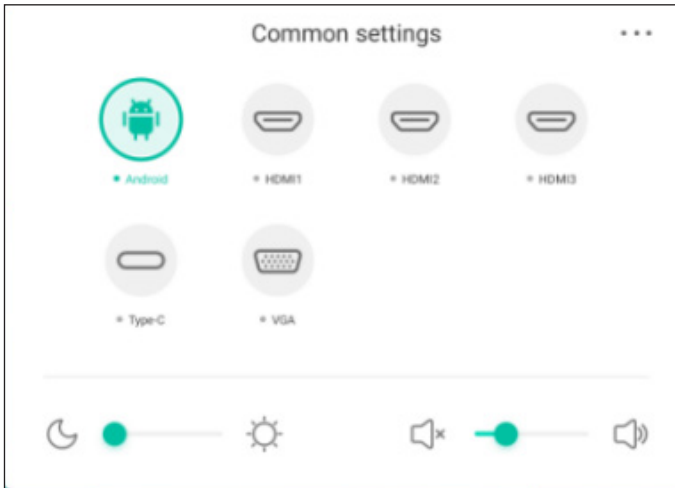 Common settings
Android
HDMI1
HDMI2
HDMI3
Type-C
VGA